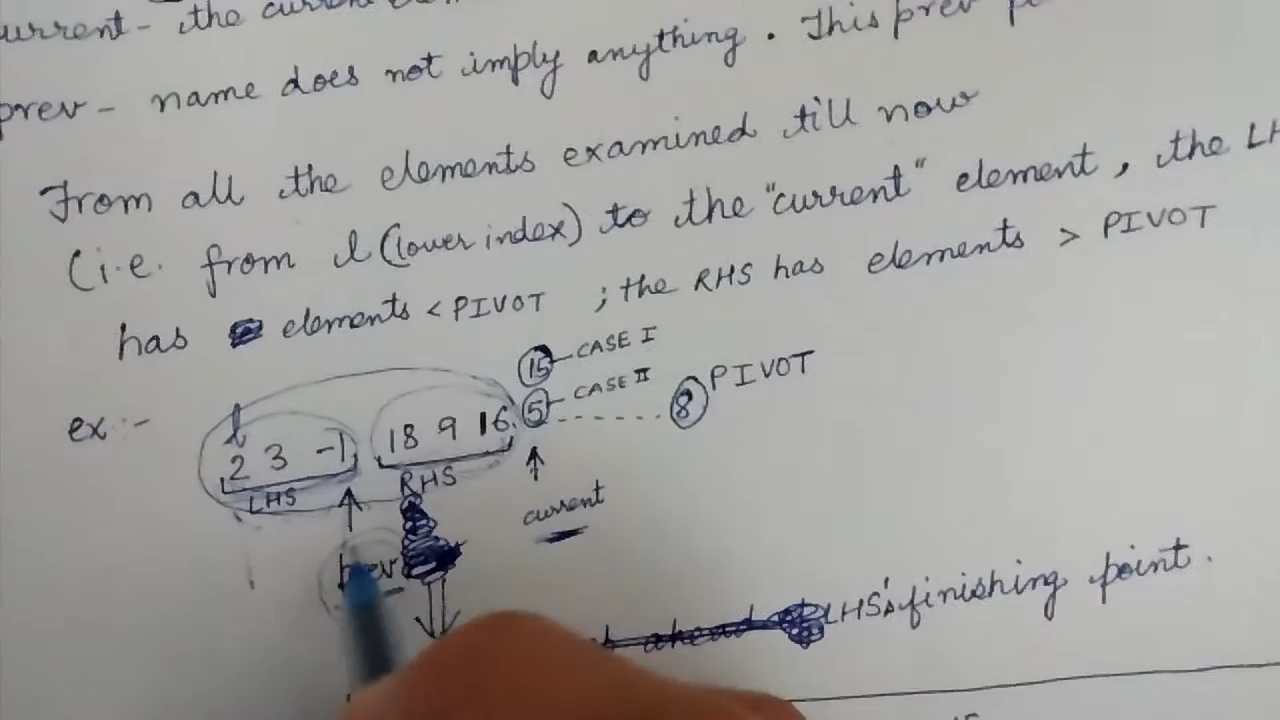 current - the current
prev - name does not imply anything. This prev
From all the elements examined till now
(i.e. from l (lower index) to the "current" element, the LH
has elements < PIVOT ; the RHS has elements > PIVOT
15 - CASE I
ex :- l 2 3 -1 18 9 16 5 - CASE II 8 PIVOT
LHS RHS
current
prev
LHS's finishing point.